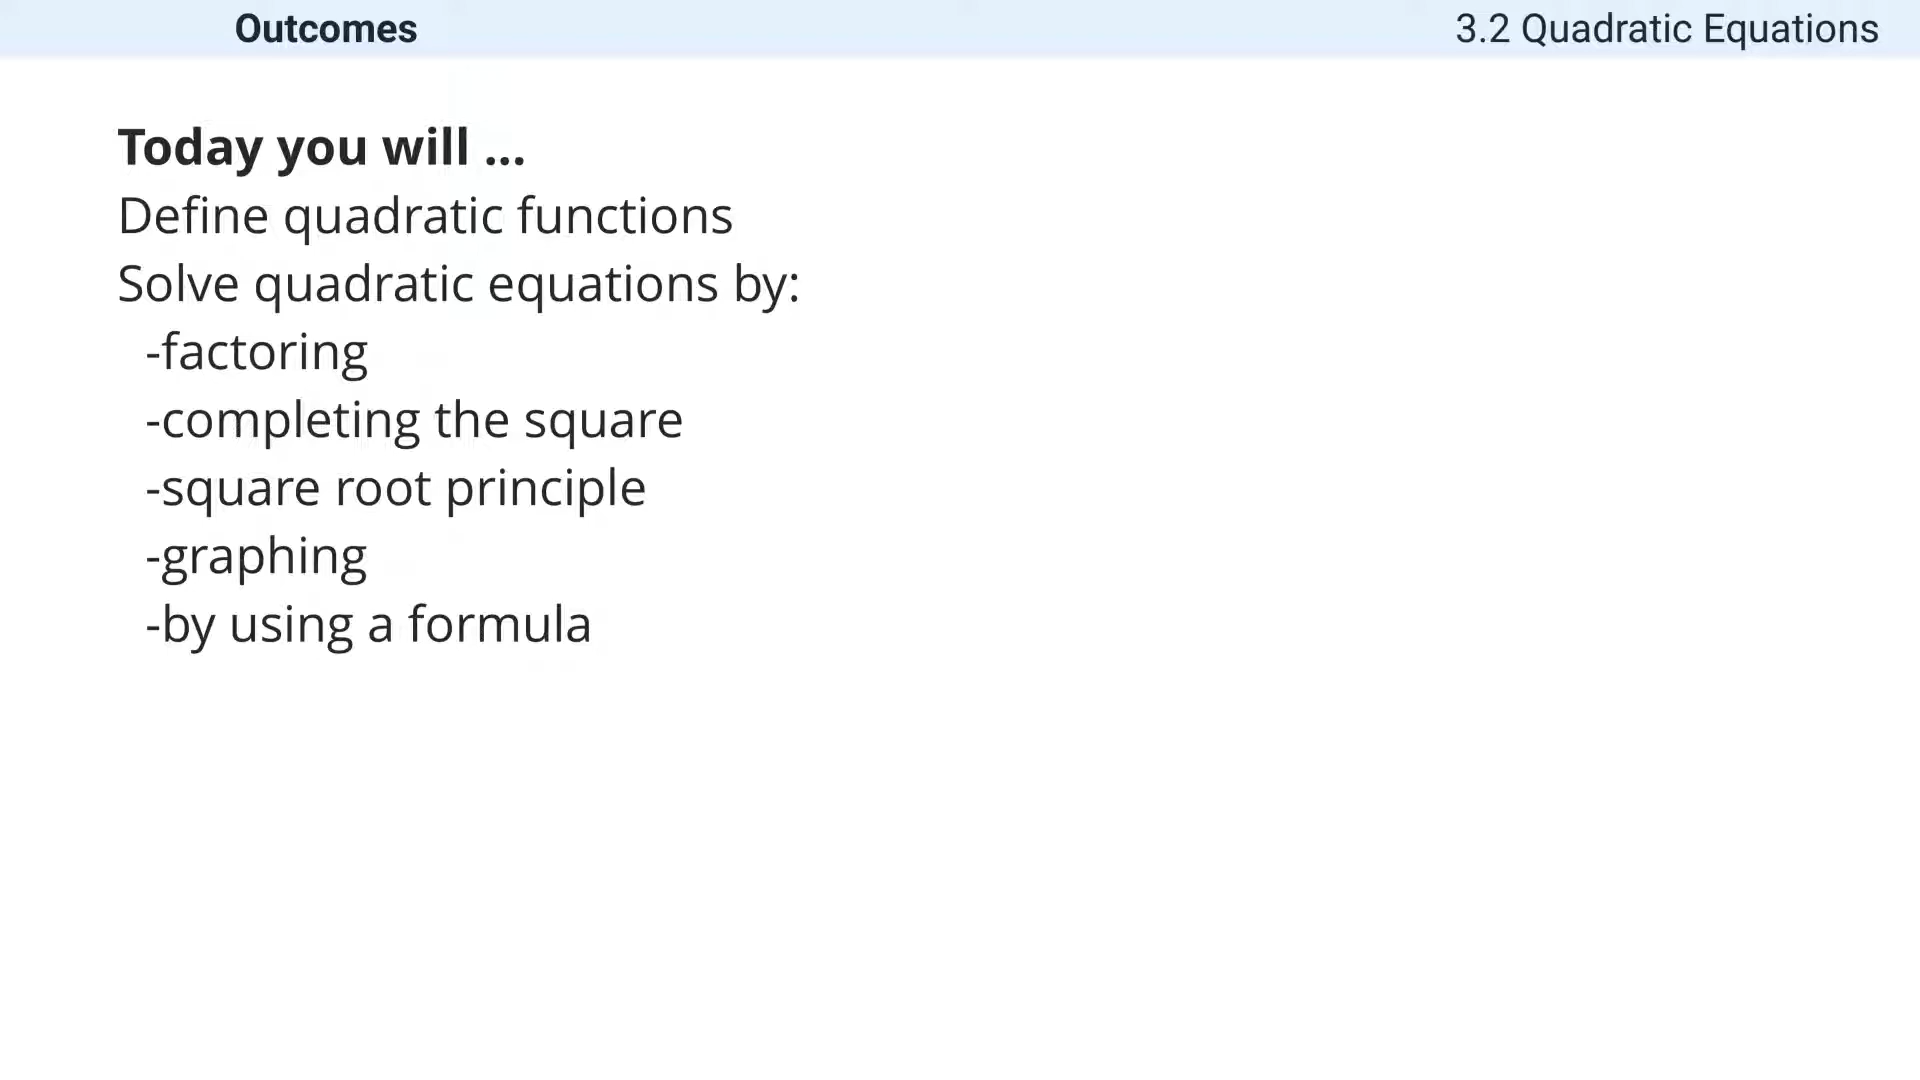 Outcomes
3.2 Quadratic Equations
Today you will ...
Define quadratic functions
Solve quadratic equations by:
-factoring
-completing the square
-square root principle
-graphing
-by using a formula